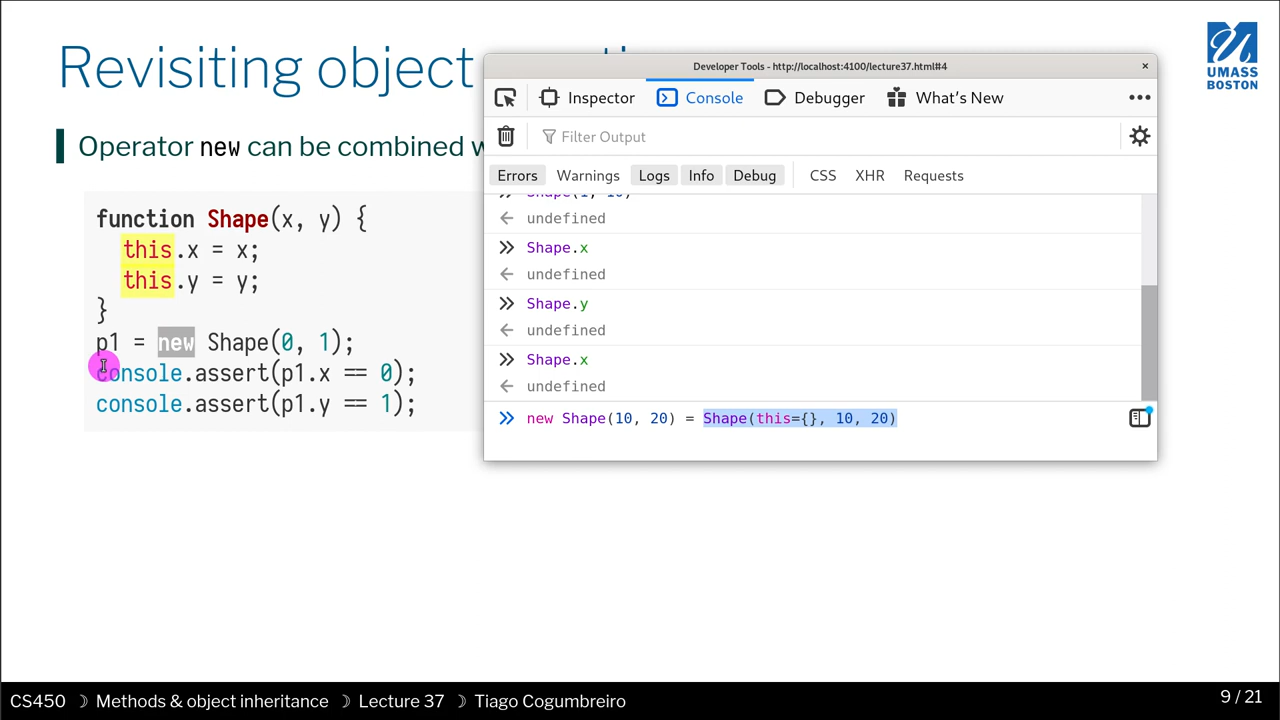 Revisiting object
UMASS
BOSTON
Operator new can be combined
function Shape(x, y) {
this.x = x;
this.y = y;
}
p1 = new Shape(0, 1);
console.assert(p1.x == 0);
console.assert(p1.y == 1);
Developer Tools - http://localhost:4100/lecture37.html#4
×
Inspector
Console
Debugger
What's New
Filter Output
Errors Warnings Logs Info Debug CSS XHR Requests
Shape(1, 10)
undefined
Shape.x
undefined
Shape.y
undefined
Shape.x
undefined
new Shape(10, 20) = Shape(this={}, 10, 20)
CS450 ☽ Methods & object inheritance ☽ Lecture 37 ☽ Tiago Cogumbreiro
9 / 21